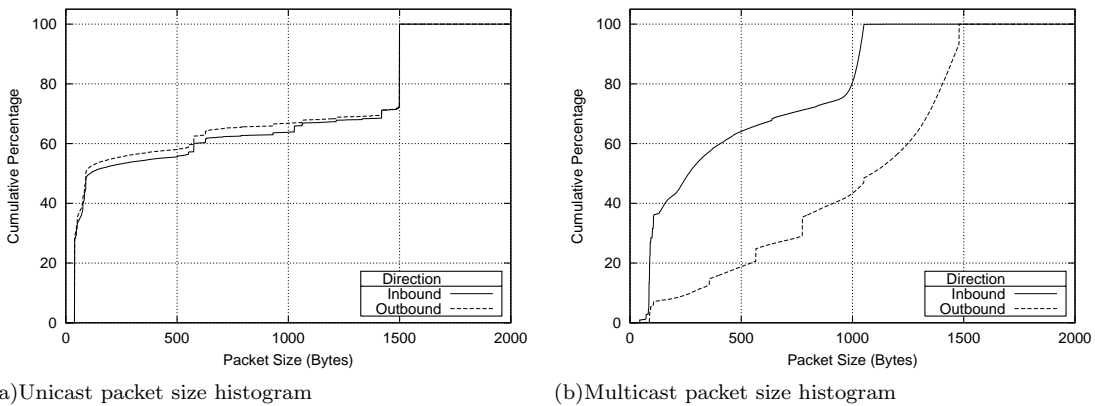 100
80
60
40
20
0
Cumulative Percentage
0 500 1000 1500 2000
Packet Size (Bytes)
Direction
Inbound
Outbound
a)Unicast packet size histogram
100
80
60
40
20
0
Cumulative Percentage
0 500 1000 1500 2000
Packet Size (Bytes)
Direction
Inbound
Outbound
(b)Multicast packet size histogram